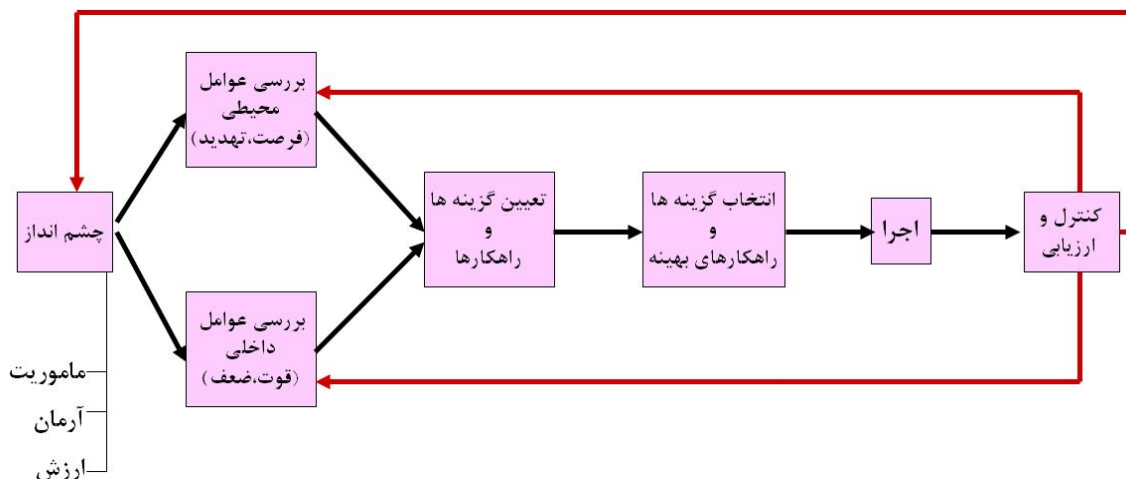 بررسی عوامل
محیطی
(فرصت،تهدید)
چشم انداز
تعیین گزینه ها
و
راهکارها
انتخاب گزینه ها
و
راهکارهای بهینه
اجرا
کنترل و
ارزیابی
بررسی عوامل
داخلی
(قوت،ضعف)
ماموریت
آرمان
ارزش